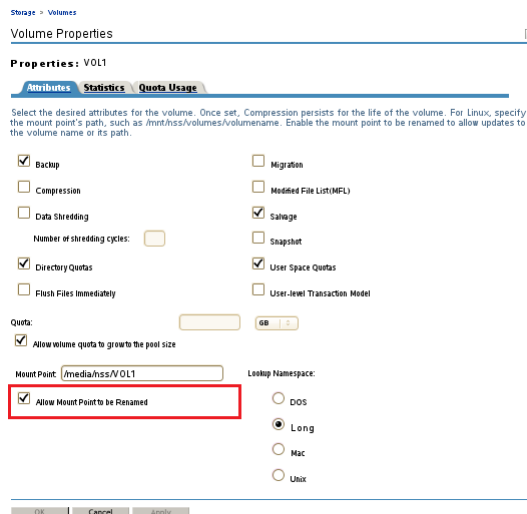 Storage > Volumes
Volume Properties
Properties: VOL1
Attributes Statistics Quota Usage
Select the desired attributes for the volume. Once set, Compression persists for the life of the volume. For Linux, specify
the mount point's path, such as /mnt/nss/volumes/volumename. Enable the mount point to be renamed to allow updates to
the volume name or its path.
Backup Migration
Compression Modified File List(MFL)
Data Shredding Salvage
Number of shredding cycles: Snapshot
Directory Quotas User Space Quotas
Flush Files Immediately User-level Transaction Model
Quota: GB
Allow volume quota to grow to the pool size
Mount Point: /media/nss/VOL1 Lookup Namespace:
Allow Mount Point to be Renamed DOS
Long
Mac
Unix
OK Cancel Apply